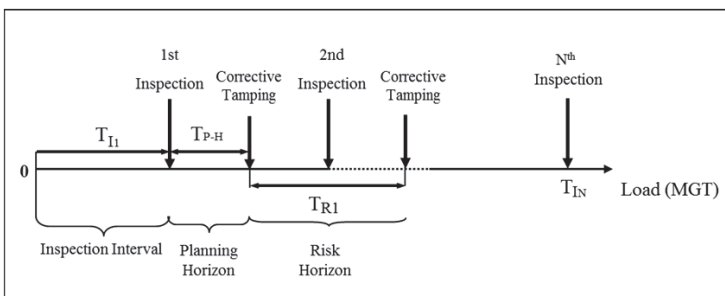 1st
Inspection
Corrective
Tamping
2nd
Inspection
Corrective
Tamping
Nth
Inspection
TI1
TP-H
0
TR1
TIN
Load (MGT)
Inspection Interval
Planning
Horizon
Risk
Horizon